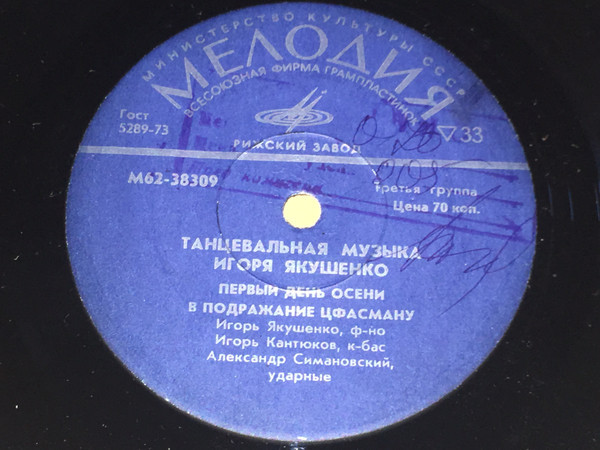 МИНИСТЕРСТВО КУЛЬТУРЫ СССР
МЕЛОДИЯ
ВСЕСОЮЗНАЯ ФИРМА ГРАМПЛАСТИНОК
Гост
5289-73
33
РИЖСКИЙ ЗАВОД
М62-38309
третья группа
Цена 70 коп.
ТАНЦЕВАЛЬНАЯ МУЗЫКА
ИГОРЯ ЯКУШЕНКО
ПЕРВЫЙ ДЕНЬ ОСЕНИ
В ПОДРАЖАНИЕ ЦФАСМАНУ
Игорь Якушенко, ф-но
Игорь Кантюков, к-бас
Александр Симановский,
ударные